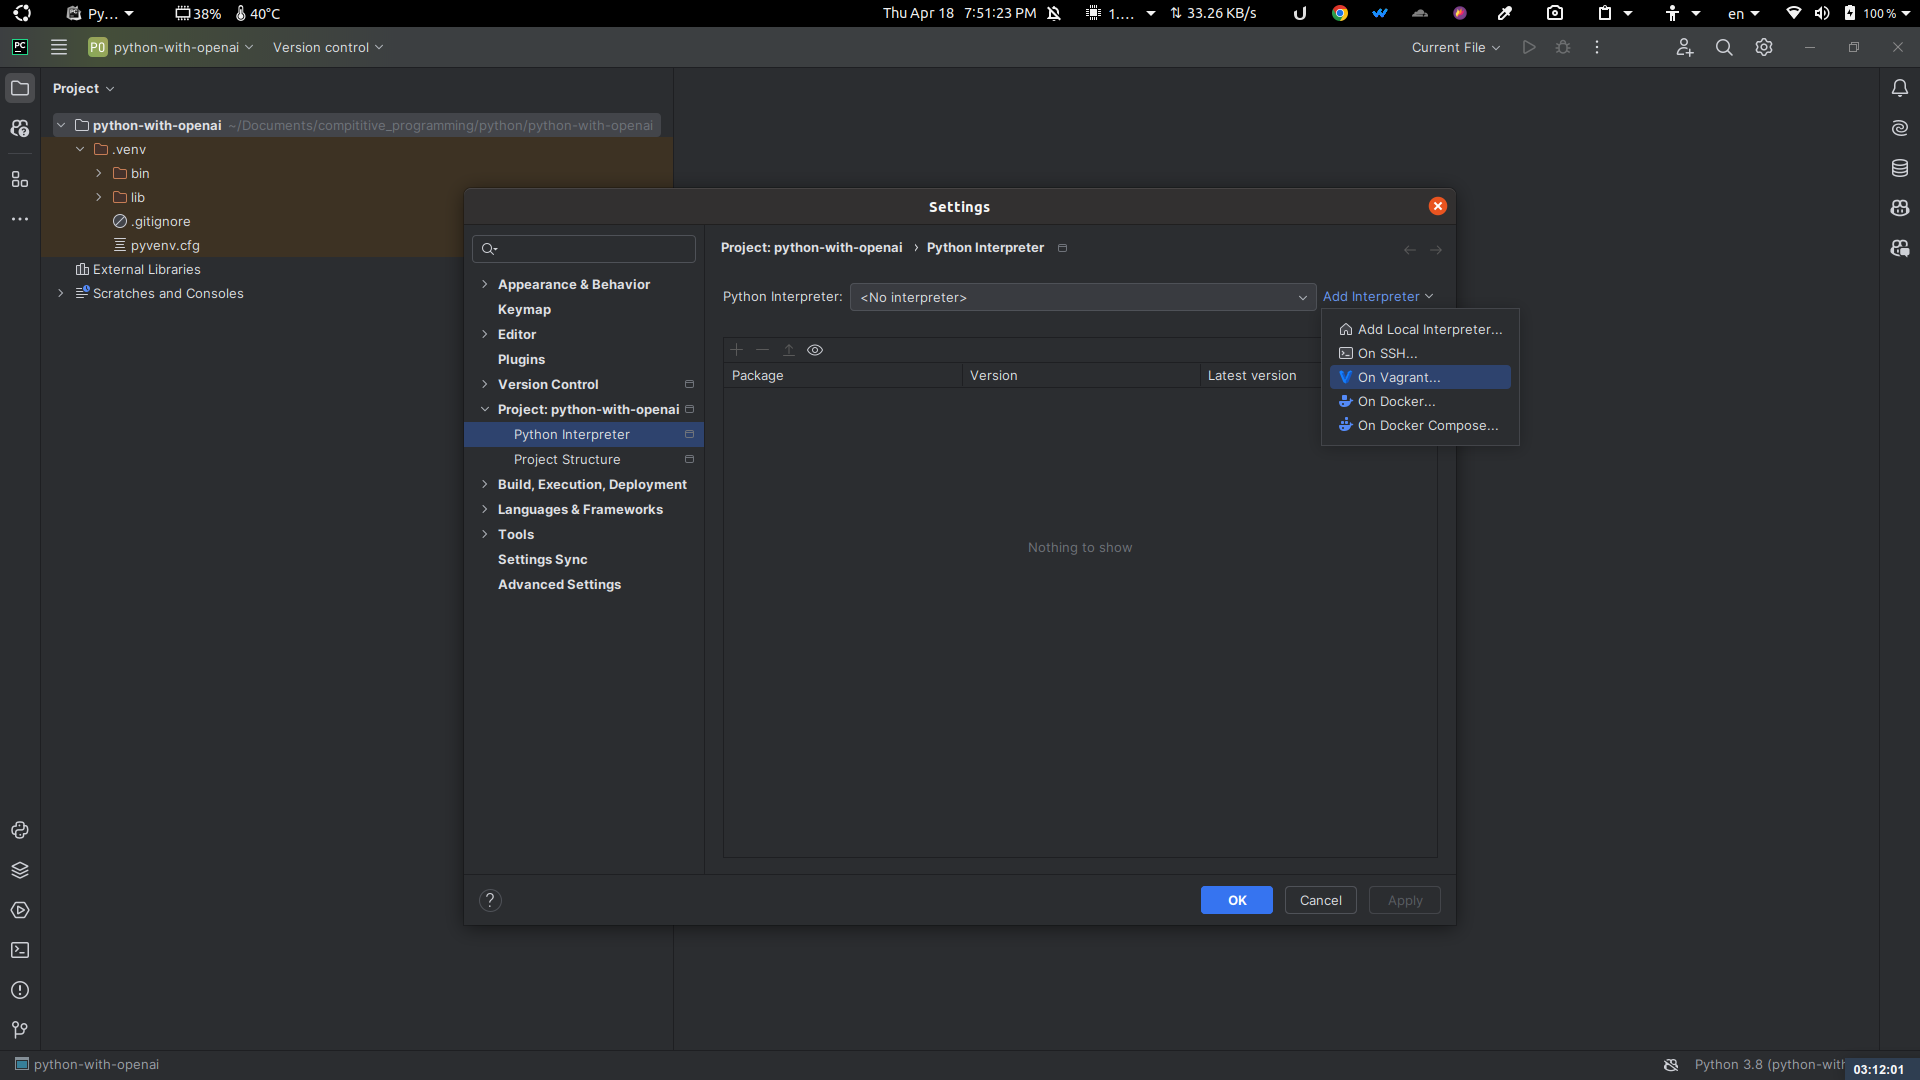 Py... 38% 40°C Thu Apr 18 7:51:23 PM 1.... 33.26 KB/s en 100 %
PC PO python-with-openai Version control Current File
Project
python-with-openai ~/Documents/compititive_programming/python/python-with-openai
.venv
bin
lib
.gitignore
pyvenv.cfg
External Libraries
Scratches and Consoles
Settings
Appearance & Behavior
Keymap
Editor
Plugins
Version Control
Project: python-with-openai
Python Interpreter
Project Structure
Build, Execution, Deployment
Languages & Frameworks
Tools
Settings Sync
Advanced Settings
Project: python-with-openai › Python Interpreter
Python Interpreter: <No interpreter> Add Interpreter
Add Local Interpreter...
On SSH...
On Vagrant...
On Docker...
On Docker Compose...
Package Version Latest version
Nothing to show
? OK Cancel Apply
python-with-openai Python 3.8 (python-with
03:12:01